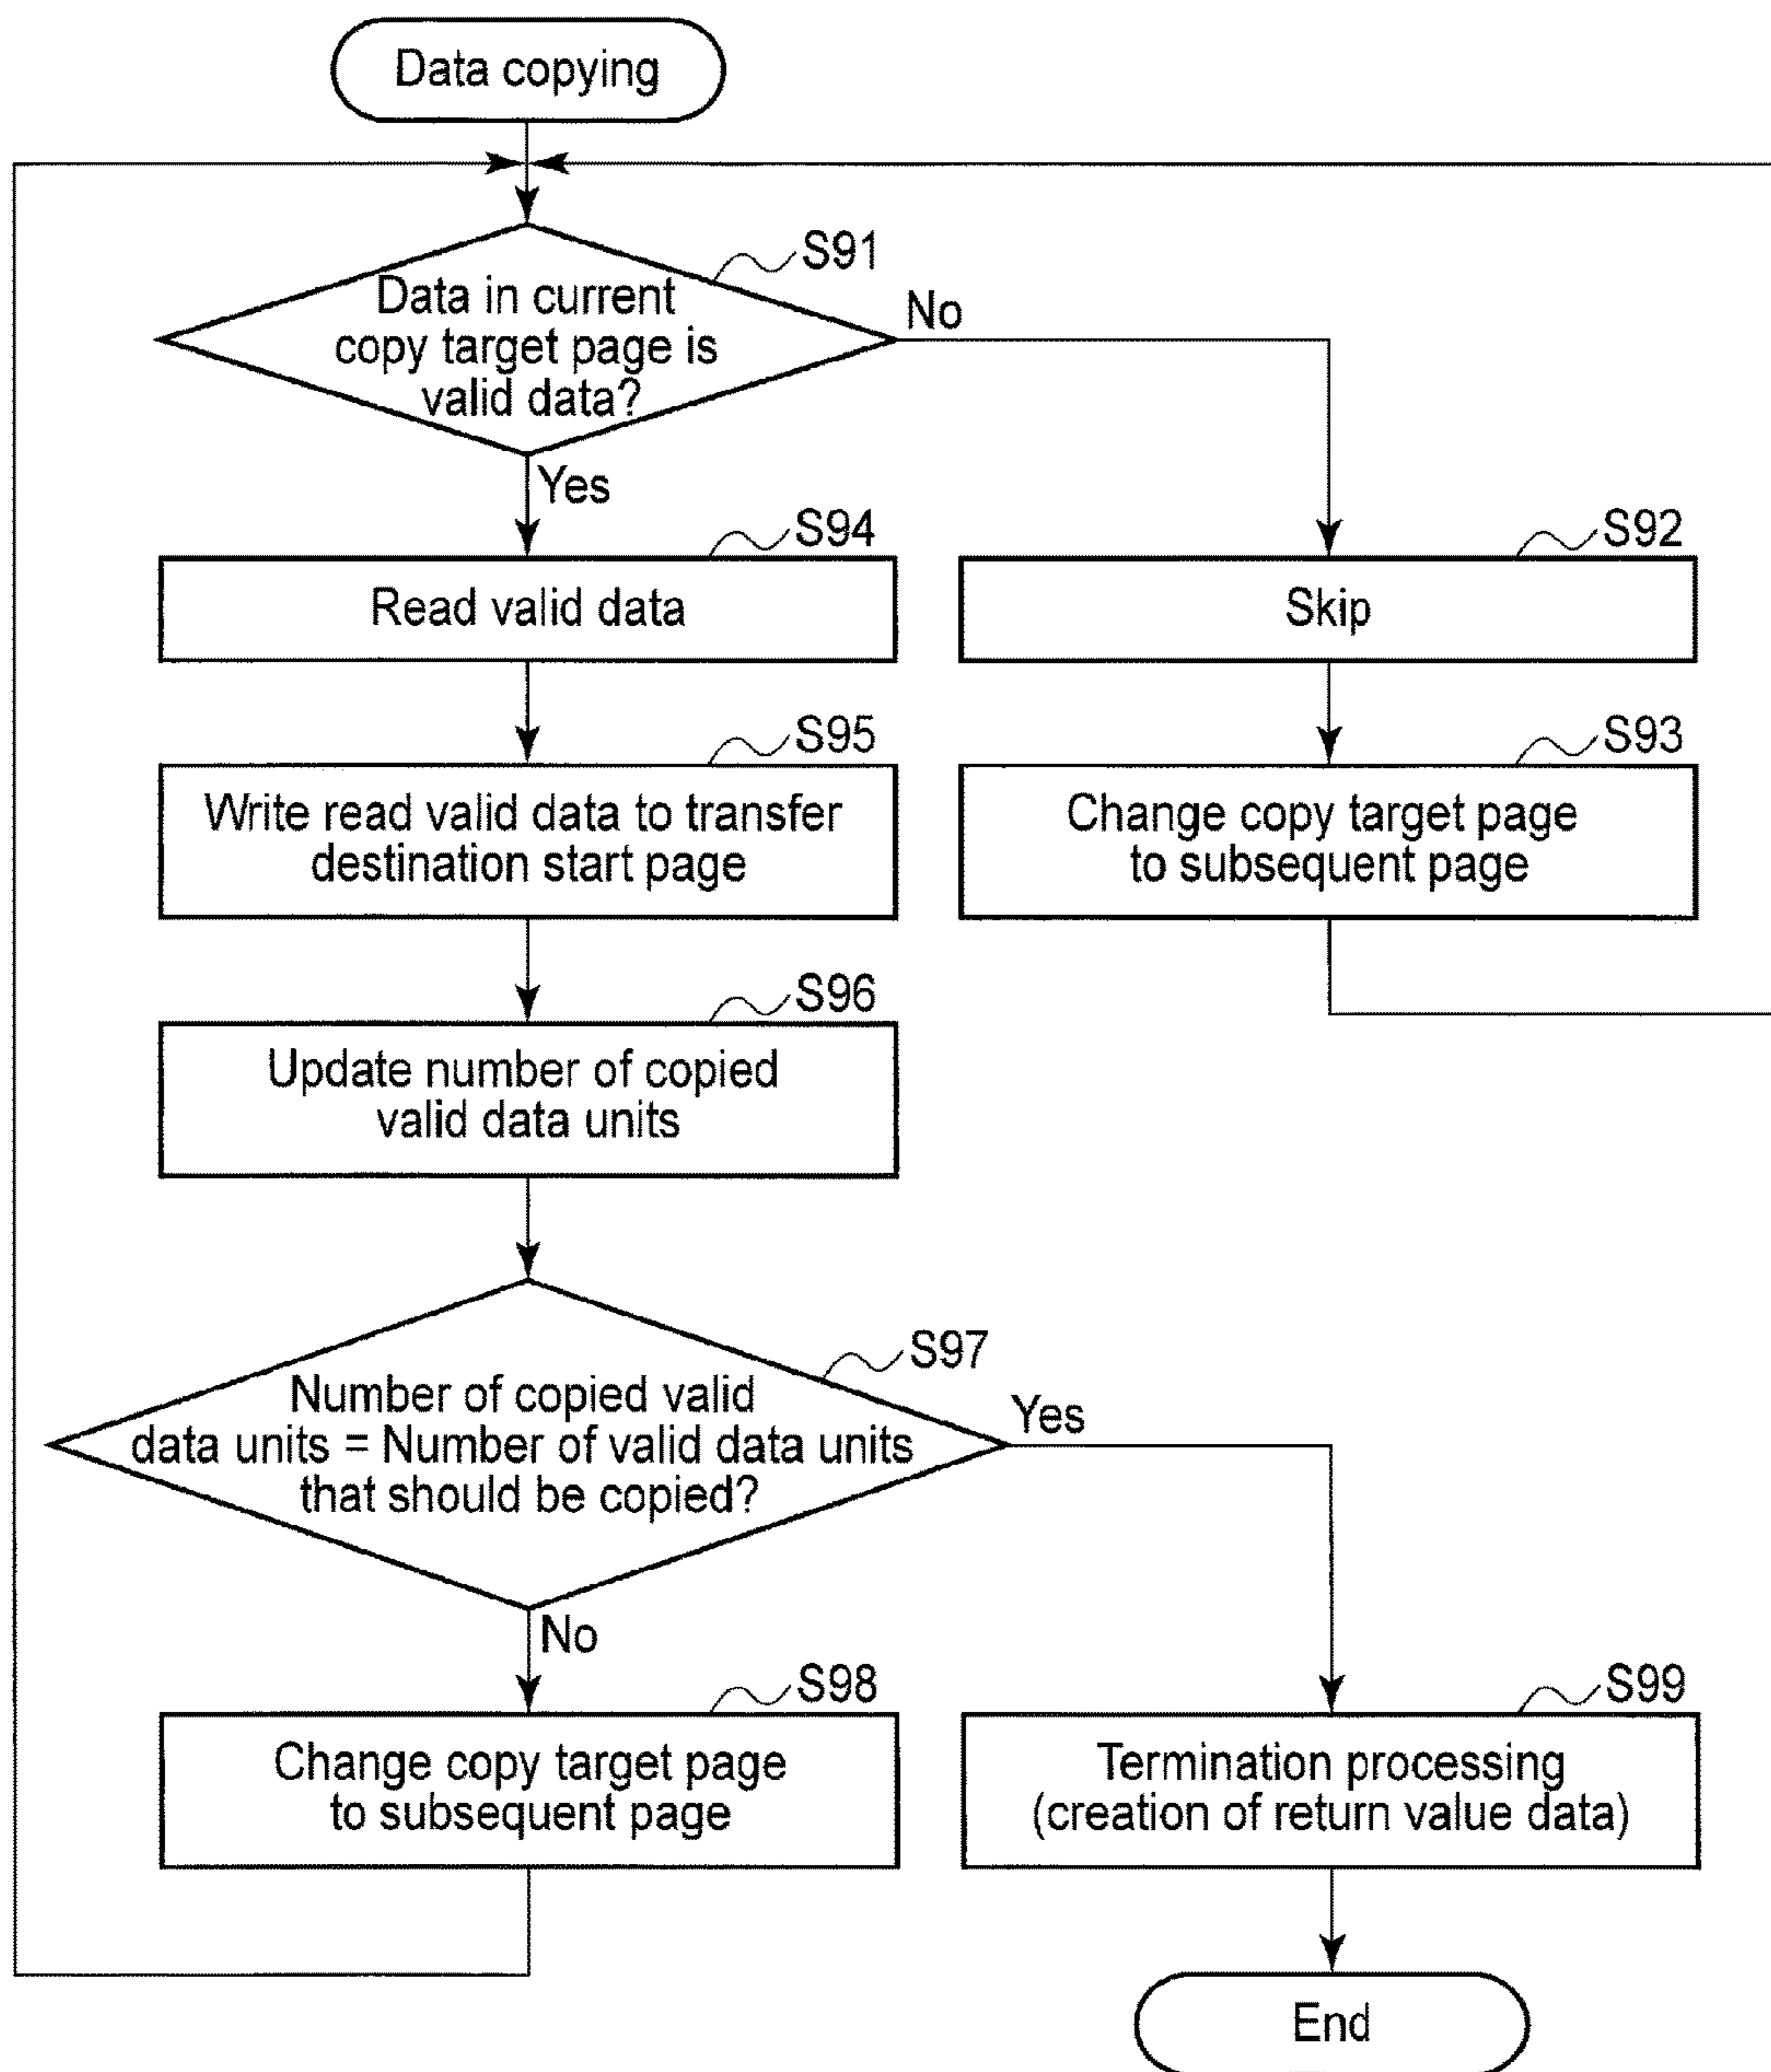 Data copying
S91
Data in current
copy target page is
valid data?
No
Yes
S94
Read valid data
S92
Skip
S95
Write read valid data to transfer
destination start page
S93
Change copy target page
to subsequent page
S96
Update number of copied
valid data units
S97
Number of copied valid
data units = Number of valid data units
that should be copied?
Yes
No
S98
Change copy target page
to subsequent page
S99
Termination processing
(creation of return value data)
End